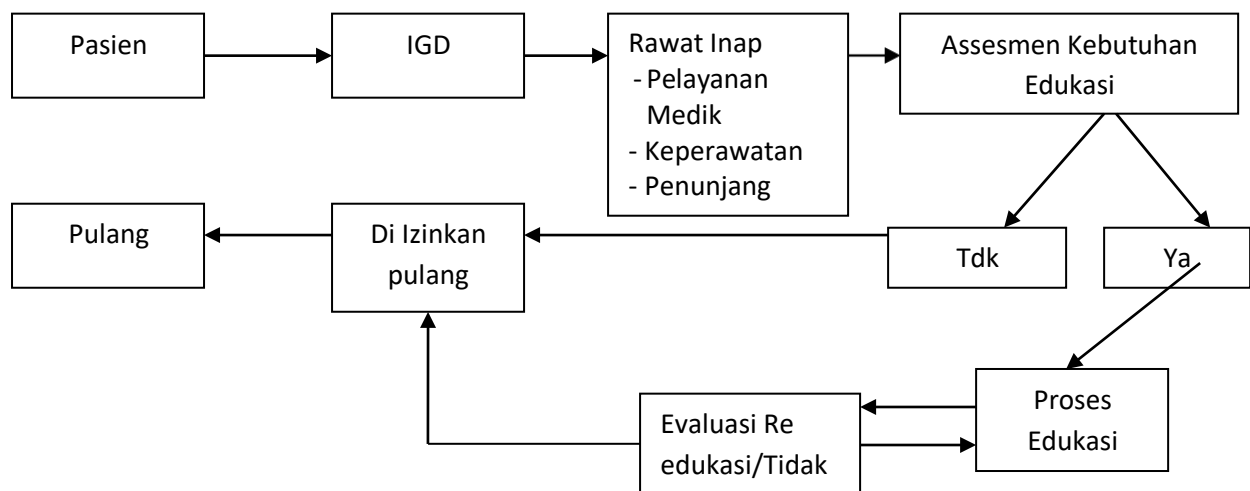 Pasien
IGD
Rawat Inap
- Pelayanan
Medik
- Keperawatan
- Penunjang
Assesmen Kebutuhan
Edukasi
Pulang
Di Izinkan
pulang
Tdk
Ya
Evaluasi Re
edukasi/Tidak
Proses
Edukasi